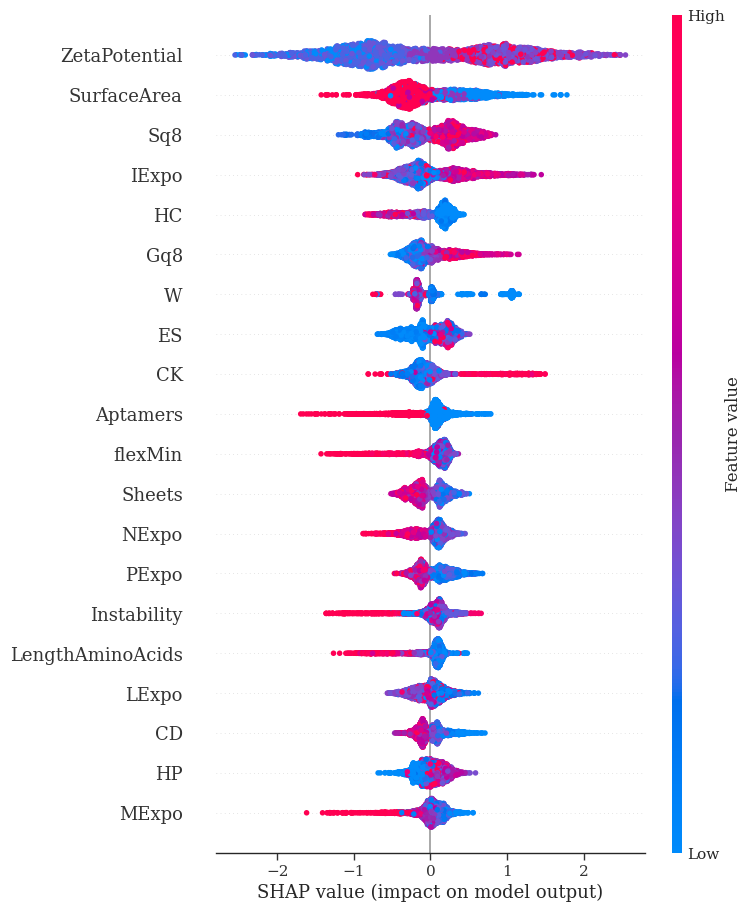 High
ZetaPotential
SurfaceArea
Sq8
IExpo
HC
Gq8
W
ES
CK
Aptamers
flexMin
Sheets
NExpo
PExpo
Instability
LengthAminoAcids
LExpo
CD
HP
MExpo
Feature value
Low
−2 −1 0 1 2
SHAP value (impact on model output)